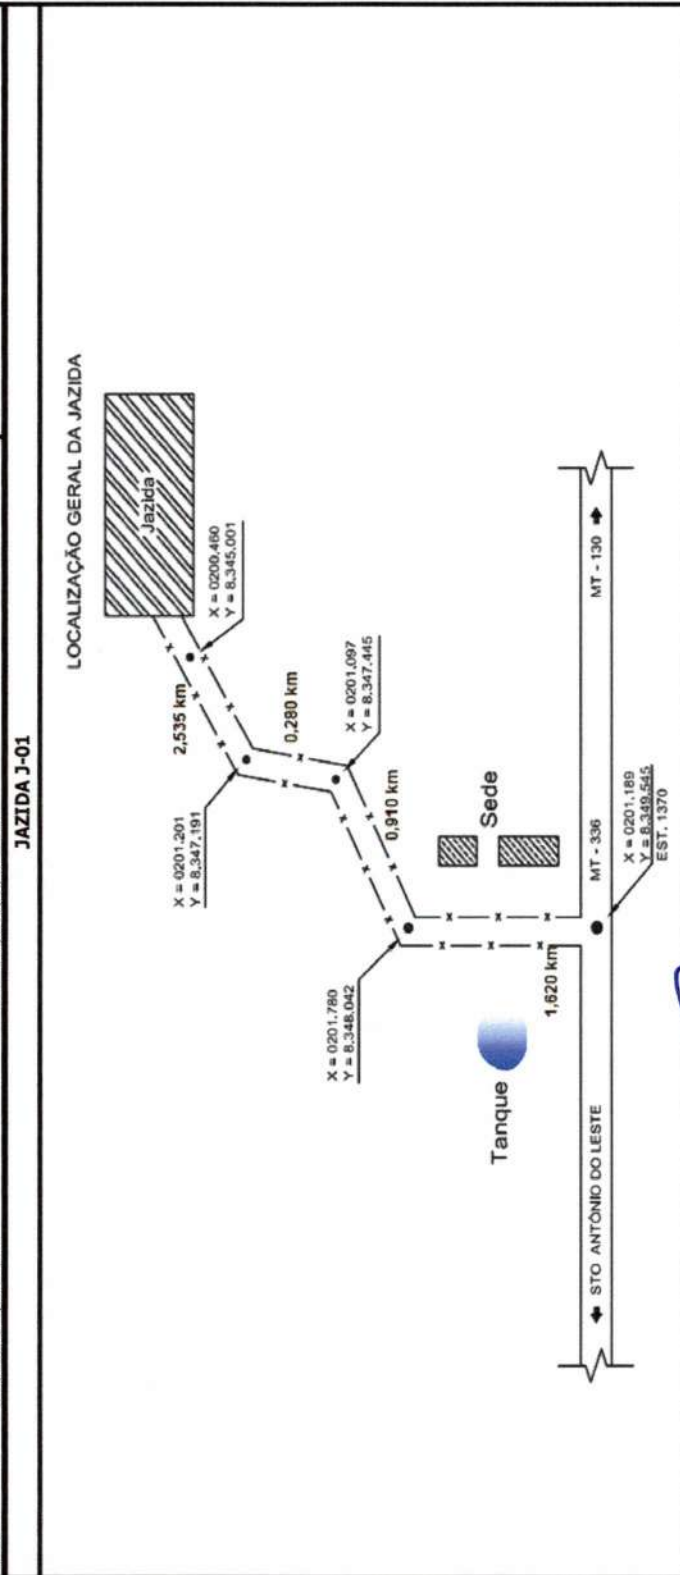 JAZIDA J-01
LOCALIZAÇÃO GERAL DA JAZIDA
Jazida
X = 0200.460
Y = 8.345.001
2,535 km
0,280 km
X = 0201.097
Y = 8.347.445
X = 0201.201
Y = 8.347.191
0,910 km
X = 0201.780
Y = 8.348.042
Sede
Tanque
1,620 km
STO ANTÔNIO DO LESTE
MT - 336
MT - 130
X = 0201.189
Y = 8.349.545
EST. 1370